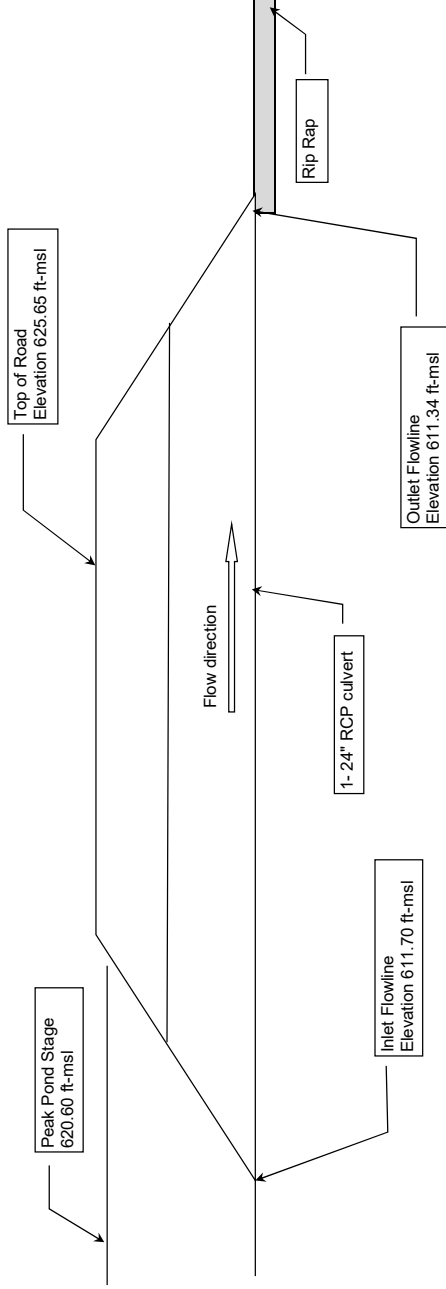 Top of Road
Elevation 625.65 ft-msl
Peak Pond Stage
620.60 ft-msl
Flow direction
Rip Rap
1- 24" RCP culvert
Outlet Flowline
Elevation 611.34 ft-msl
Inlet Flowline
Elevation 611.70 ft-msl